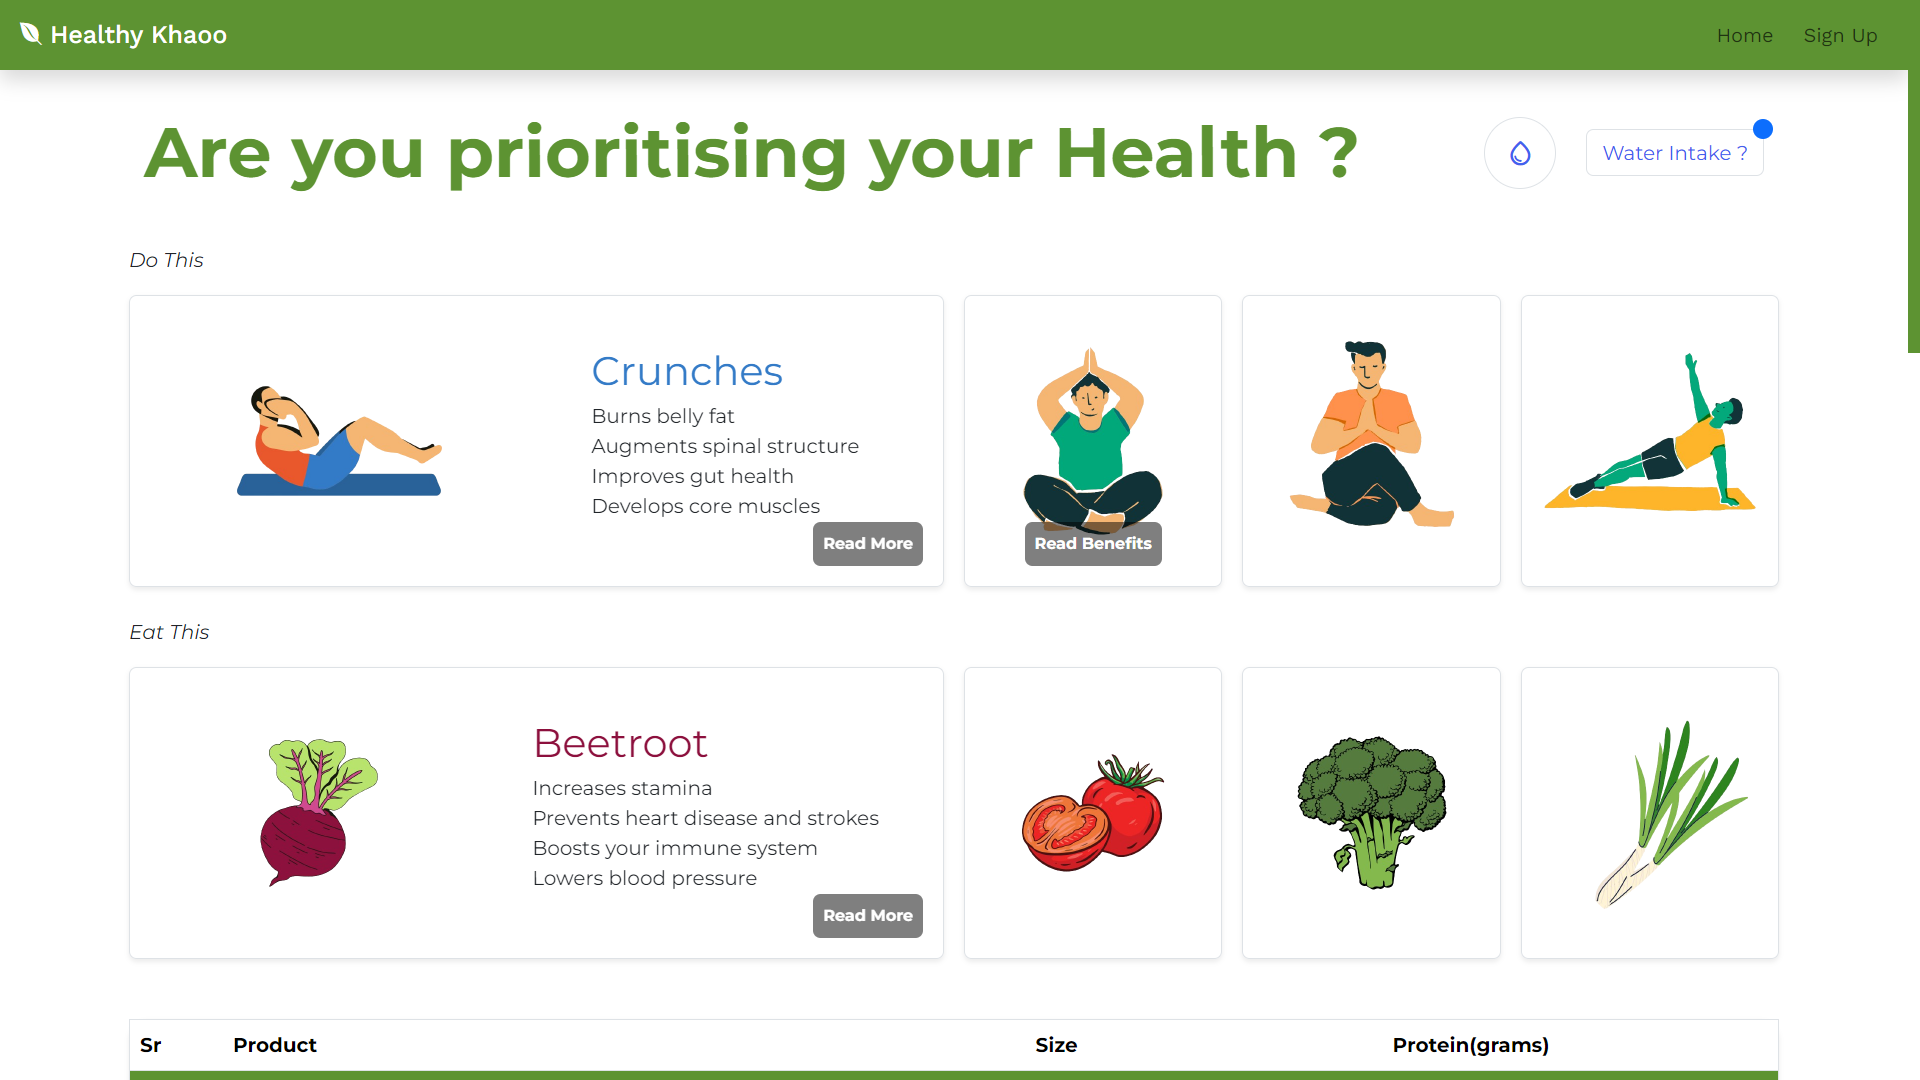 Healthy Khaoo
Home
Sign Up
Are you prioritising your Health ?
Water Intake ?
Do This
Crunches
Burns belly fat
Augments spinal structure
Improves gut health
Develops core muscles
Read More
Read Benefits
Eat This
Beetroot
Increases stamina
Prevents heart disease and strokes
Boosts your immune system
Lowers blood pressure
Read More
Sr Product Size Protein(grams)